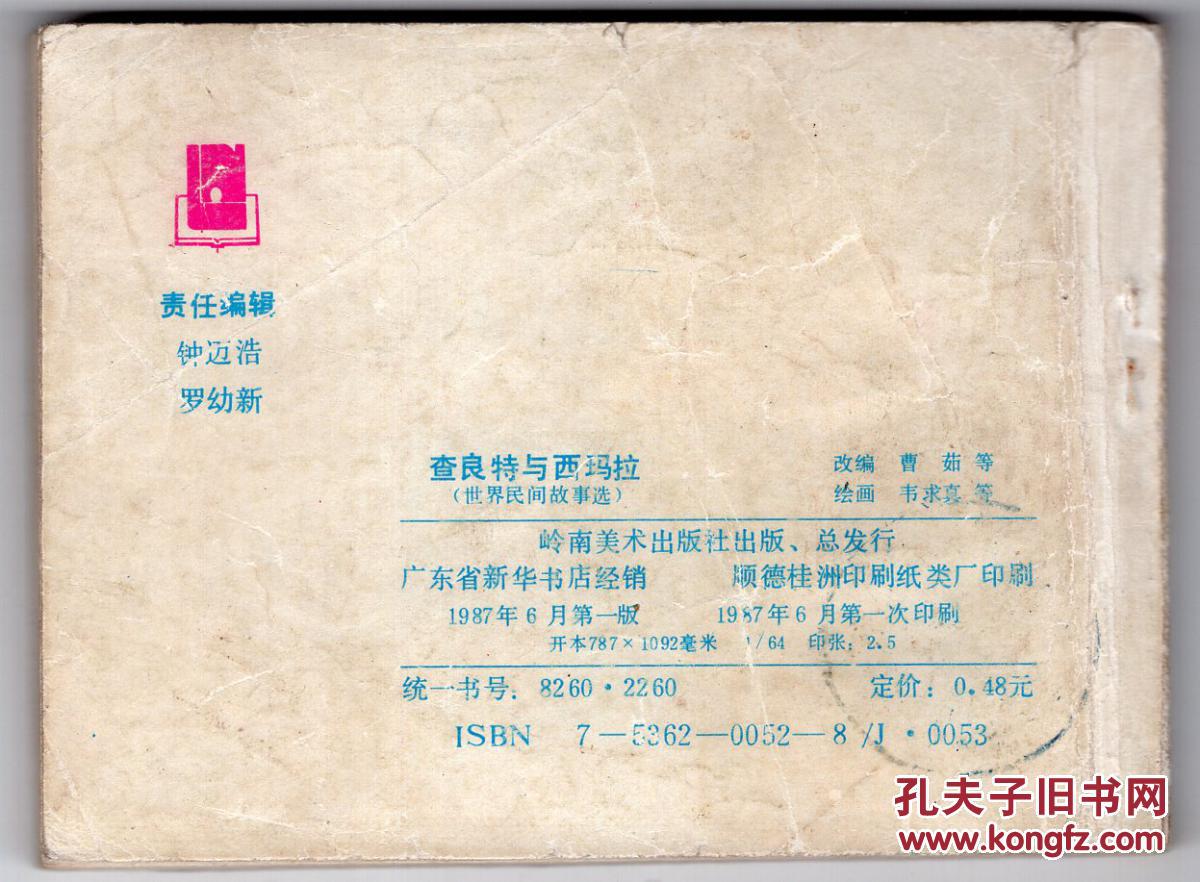 责任编辑
钟迈浩
罗幼新
查良特与西玛拉
(世界民间故事选)
改编 曹 茹 等
绘画 韦求真 等
岭南美术出版社出版、总发行
广东省新华书店经销 顺德桂洲印刷纸类厂印刷
1987年6月第一版 1987年6月第一次印刷
开本787×1092毫米 1/64 印张:2.5
统一书号:8260·2260 定价:0.48元
ISBN 7—5362—0052—8/J·0053
孔夫子旧书网
www.kongfz.com